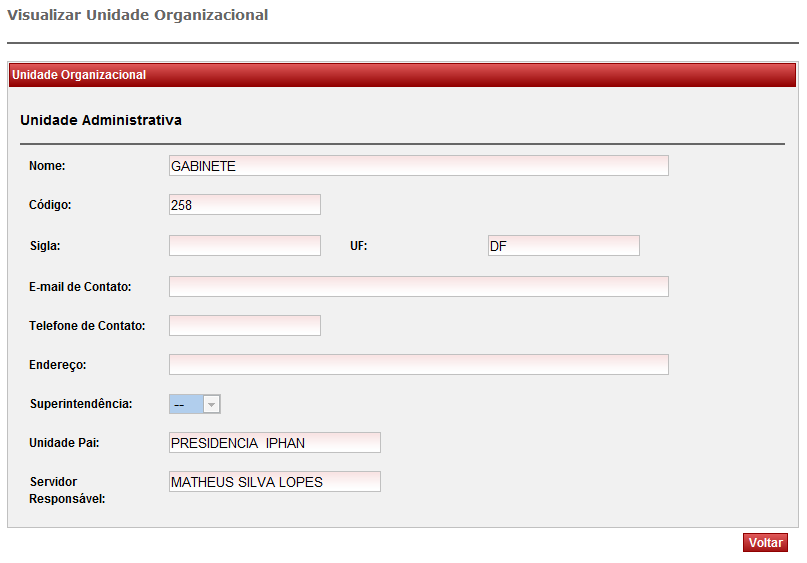 Visualizar Unidade Organizacional
Unidade Organizacional
Unidade Administrativa
Nome: GABINETE
Código: 258
Sigla: UF: DF
E-mail de Contato:
Telefone de Contato:
Endereço:
Superintendência: --
Unidade Pai: PRESIDENCIA  IPHAN
Servidor
Responsável: MATHEUS SILVA LOPES
Voltar